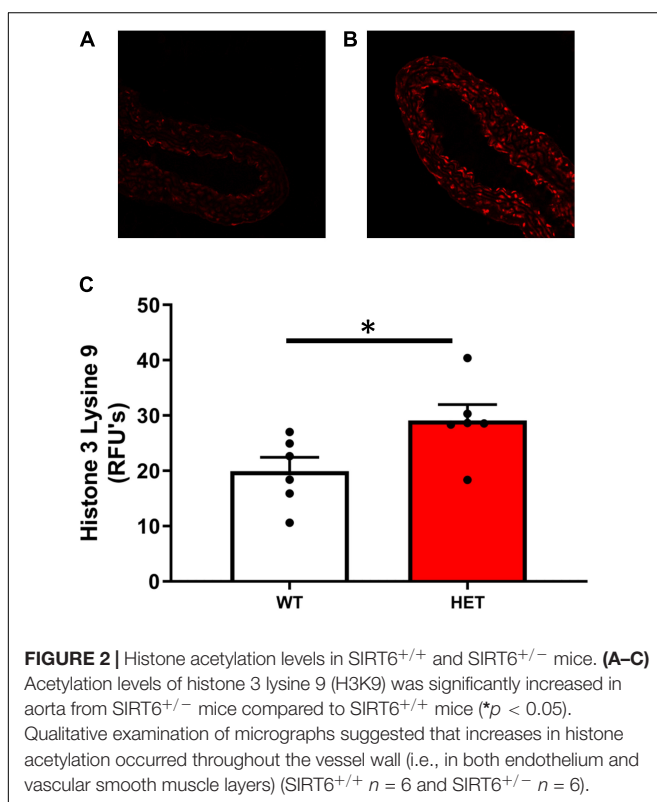 A
B
C
Histone 3 Lysine 9
(RFU's)
50
40
30
20
10
0
*
WT
HET
FIGURE 2 | Histone acetylation levels in SIRT6+/+ and SIRT6+/− mice. (A–C)
Acetylation levels of histone 3 lysine 9 (H3K9) was significantly increased in
aorta from SIRT6+/− mice compared to SIRT6+/+ mice (*p < 0.05).
Qualitative examination of micrographs suggested that increases in histone
acetylation occurred throughout the vessel wall (i.e., in both endothelium and
vascular smooth muscle layers) (SIRT6+/+ n = 6 and SIRT6+/− n = 6).